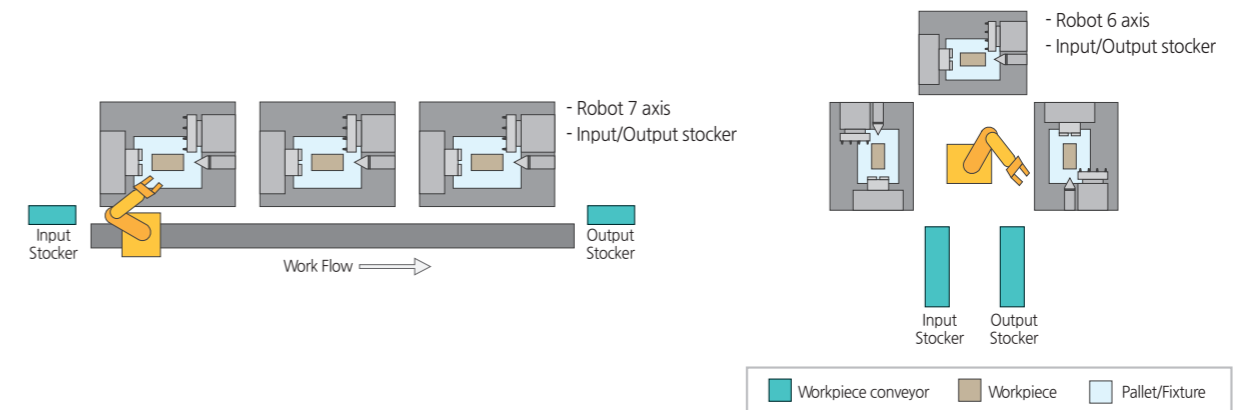 - Robot 7 axis
- Input/Output stocker
Input
Stocker
Work Flow
Output
Stocker
- Robot 6 axis
- Input/Output stocker
Input
Stocker
Output
Stocker
Workpiece conveyor
Workpiece
Pallet/Fixture